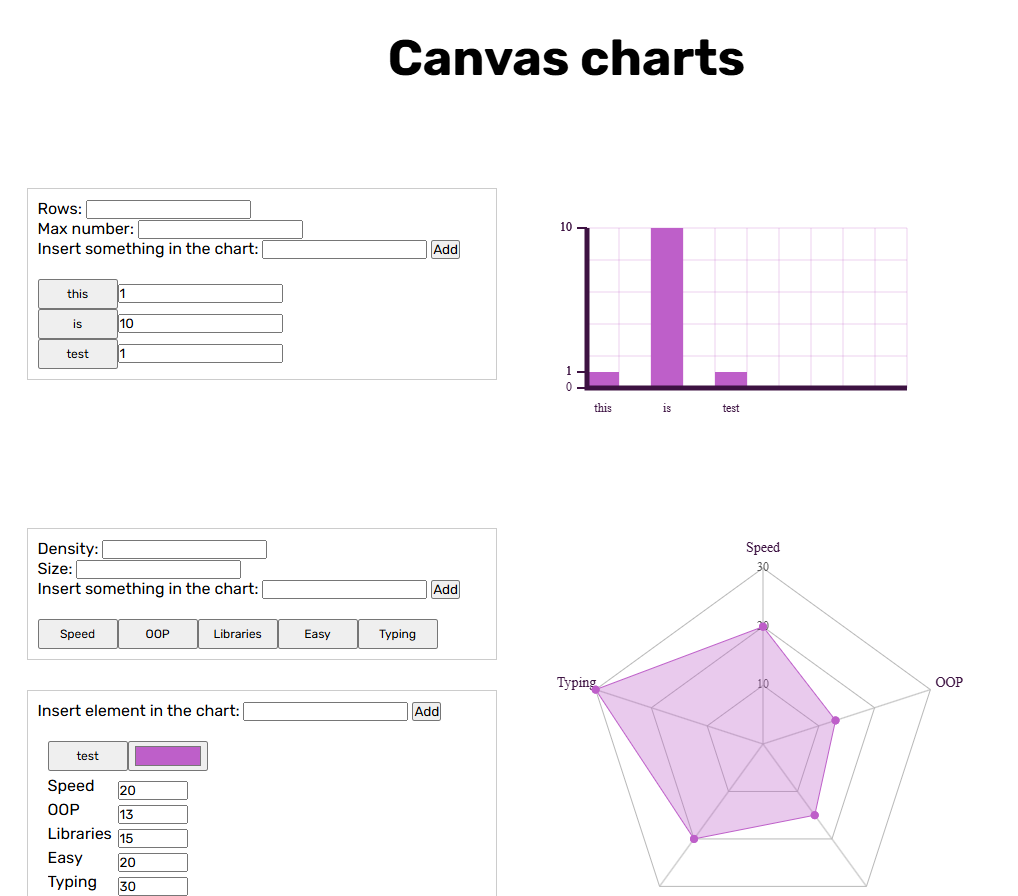 Canvas charts
Rows:
Max number:
Insert something in the chart: Add
this 1
is 10
test 1
10
1
0
this is test
Density:
Size:
Insert something in the chart: Add
Speed OOP Libraries Easy Typing
Insert element in the chart: Add
test
Speed 20
OOP 13
Libraries 15
Easy 20
Typing 30
Speed
30
20
10
Typing
OOP